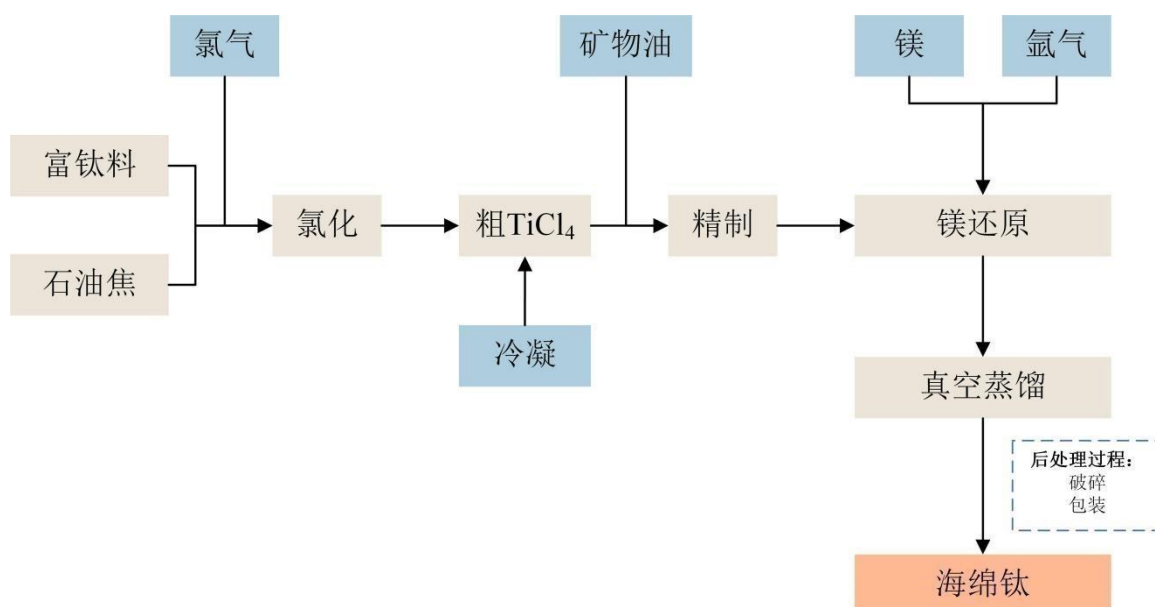 氯气
矿物油
镁
氩气
富钛料
氯化
粗TiCl₄
精制
镁还原
石油焦
冷凝
真空蒸馏
后处理过程：
破碎
包装
海绵钛